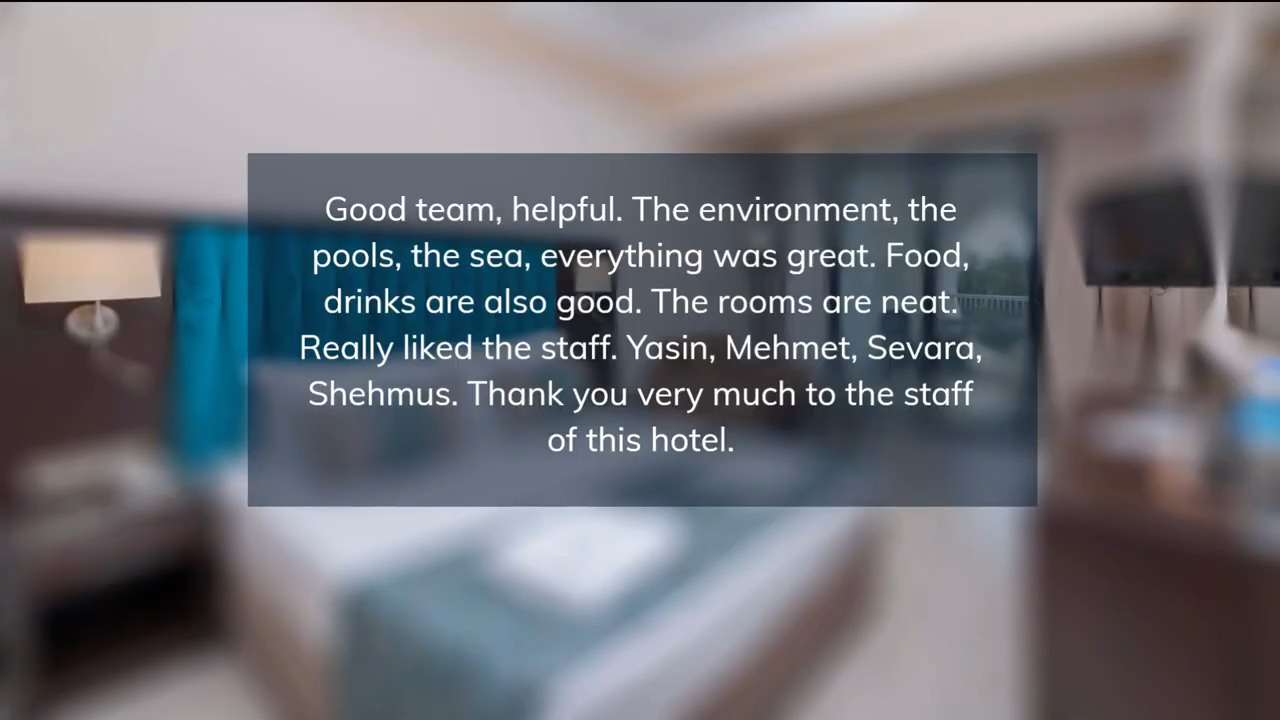 Good team, helpful. The environment, the
pools, the sea, everything was great. Food,
drinks are also good. The rooms are neat.
Really liked the staff. Yasin, Mehmet, Sevara,
Shehmus. Thank you very much to the staff
of this hotel.